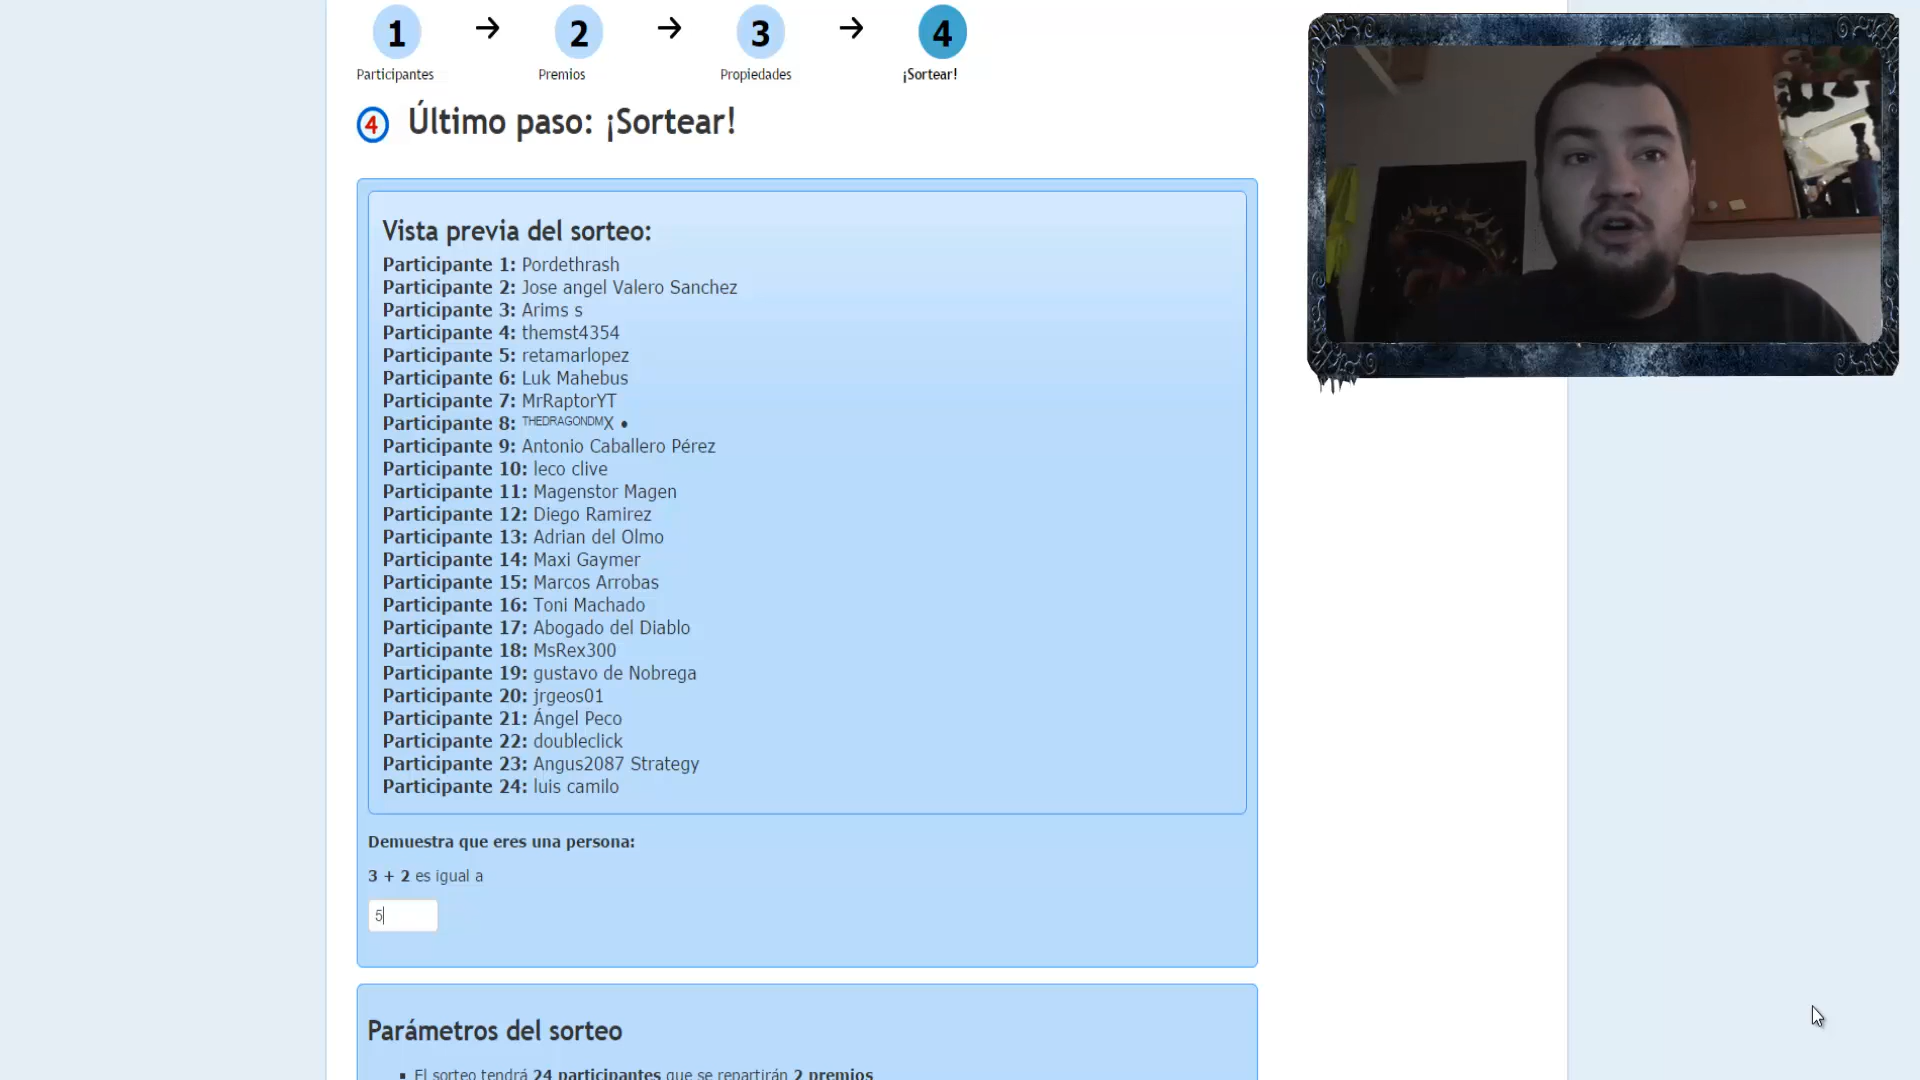 1 → 2 → 3 → 4
Participantes Premios Propiedades ¡Sortear!
4 Último paso: ¡Sortear!
Vista previa del sorteo:
Participante 1: Pordethrash
Participante 2: Jose angel Valero Sanchez
Participante 3: Arims s
Participante 4: themst4354
Participante 5: retamarlopez
Participante 6: Luk Mahebus
Participante 7: MrRaptorYT
Participante 8: ᵀᴴᴱᴰᴿᴬᴳᴼᴺᴰᴹX •
Participante 9: Antonio Caballero Pérez
Participante 10: leco clive
Participante 11: Magenstor Magen
Participante 12: Diego Ramirez
Participante 13: Adrian del Olmo
Participante 14: Maxi Gaymer
Participante 15: Marcos Arrobas
Participante 16: Toni Machado
Participante 17: Abogado del Diablo
Participante 18: MsRex300
Participante 19: gustavo de Nobrega
Participante 20: jrgeos01
Participante 21: Ángel Peco
Participante 22: doubleclick
Participante 23: Angus2087 Strategy
Participante 24: luis camilo
Demuestra que eres una persona:
3 + 2 es igual a
5
Parámetros del sorteo
▪ El sorteo tendrá 24 participantes que se repartirán 2 premios